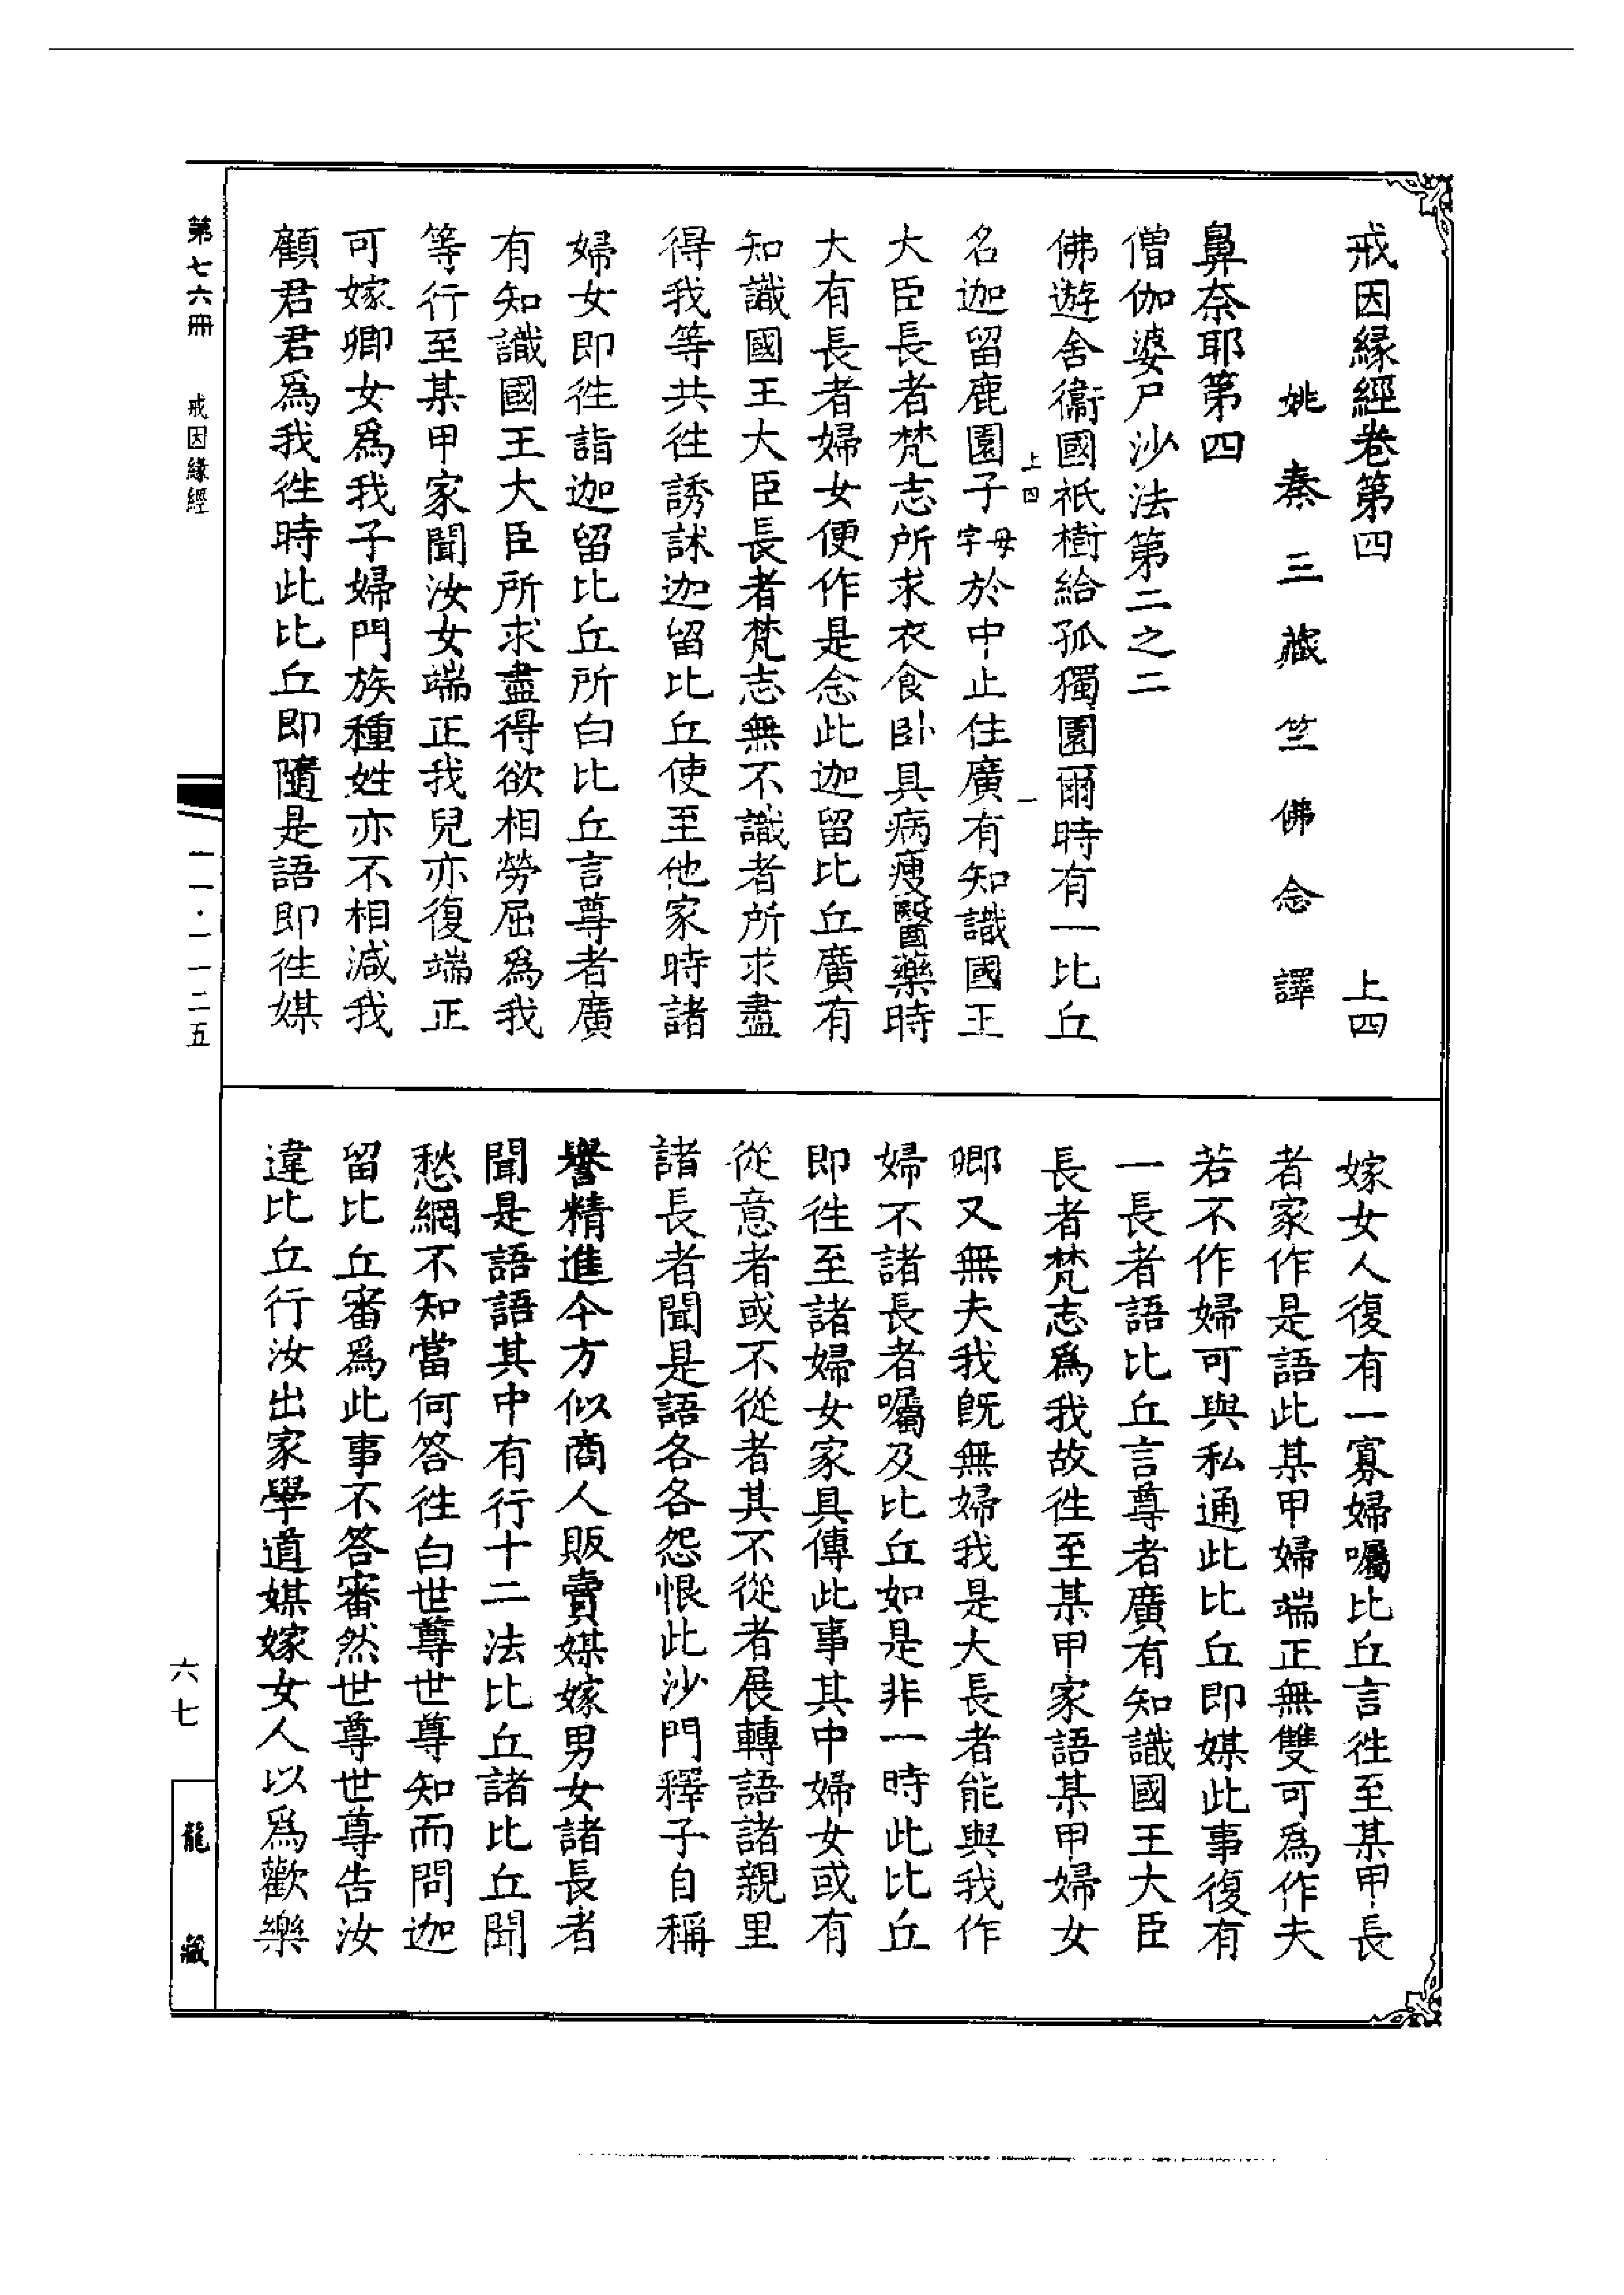 戒因緣經卷第四 上四
姚秦三藏竺佛念譯
鼻奈耶第四
僧伽婆尸沙法第二之二
佛遊舍衞國祇樹給孤獨園爾時有一比丘
上四 一
名迦留鹿園子母字於中止住廣有知識國王
大臣長者梵志所求衣食卧具病瘦醫藥時
大有長者婦女便作是念此迦留比丘廣有
知識國王大臣長者梵志無不識者所求盡
得我等共徃誘訹迦留比丘使至他家時諸
婦女即徃詣迦留比丘所白比丘言尊者廣
有知識國王大臣所求盡得欲相勞屈爲我
等行至某甲家聞汝女端正我兒亦復端正
可嫁卿女爲我子婦門族種姓亦不相減我
顧君君爲我徃時此比丘即隨是語即徃媒
嫁女人復有一寡婦囑比丘言徃至某甲長
者家作是語此某甲婦端正無雙可爲作夫
若不作婦可與私通此比丘即媒此事復有
一長者語比丘言尊者廣有知識國王大臣
長者梵志爲我故徃至某甲家語某甲婦女
卿又無夫我旣無婦我是大長者能與我作
婦不諸長者囑及比丘如是非一時此比丘
即徃至諸婦女家具傳此事其中婦女或有
從意者或不從者其不從者展轉語諸親里
諸長者聞是語各各怨恨此沙門釋子自稱
譽精進今方似商人販賣媒嫁男女諸長者
聞是語語其中有行十二法比丘諸比丘聞
愁網不知當何答徃白世尊世尊知而問迦
留比丘審爲此事不答審然世尊世尊告汝
違比丘行汝出家學道媒嫁女人以爲歡樂
第七六冊 戒因緣經
一一·一一二五
六七
龍藏